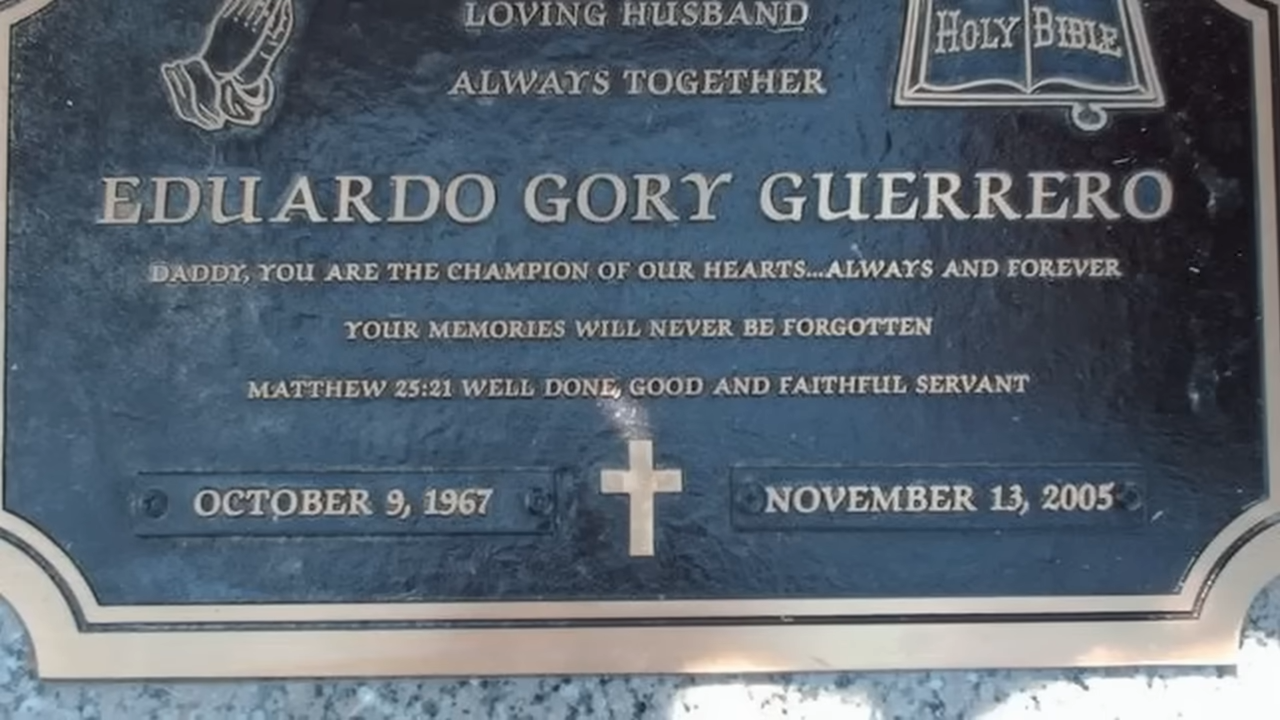 LOVING HUSBAND
HOLY BIBLE
ALWAYS TOGETHER
EDUARDO GORY GUERRERO
DADDY, YOU ARE THE CHAMPION OF OUR HEARTS...ALWAYS AND FOREVER
YOUR MEMORIES WILL NEVER BE FORGOTTEN
MATTHEW 25:21 WELL DONE, GOOD AND FAITHFUL SERVANT
OCTOBER 9, 1967
NOVEMBER 13, 2005